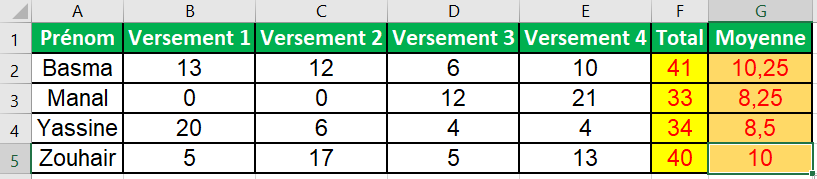 A B C D E F G
1 Prénom Versement 1 Versement 2 Versement 3 Versement 4 Total Moyenne
2 Basma 13 12 6 10 41 10,25
3 Manal 0 0 12 21 33 8,25
4 Yassine 20 6 4 4 34 8,5
5 Zouhair 5 17 5 13 40 10